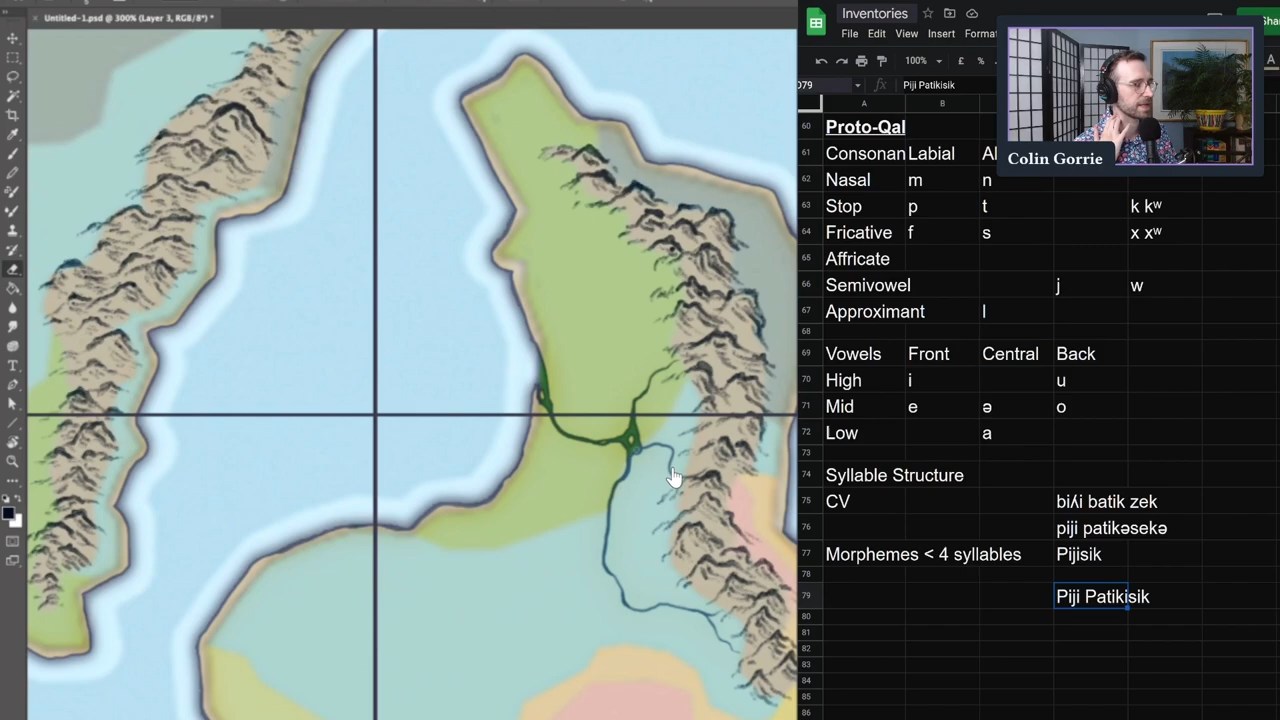 Untitled-1.psd @ 300% (Layer 3, RGB/8*) *
Inventories
File Edit View Insert Format
100% £ %
Piji Patikisik
Colin Gorrie
60 Proto-Qal
61 Consonan Labial
62 Nasal m n
63 Stop p t k kʷ
64 Fricative f s x xʷ
65 Affricate
66 Semivowel j w
67 Approximant l
68
69 Vowels Front Central Back
70 High i u
71 Mid e ə o
72 Low a
73
74 Syllable Structure
75 CV biʎi batik zek
76 piji patikəsekə
77 Morphemes < 4 syllables Pijisik
78
79 Piji Patikisik
80
81
82
83
84
85
86